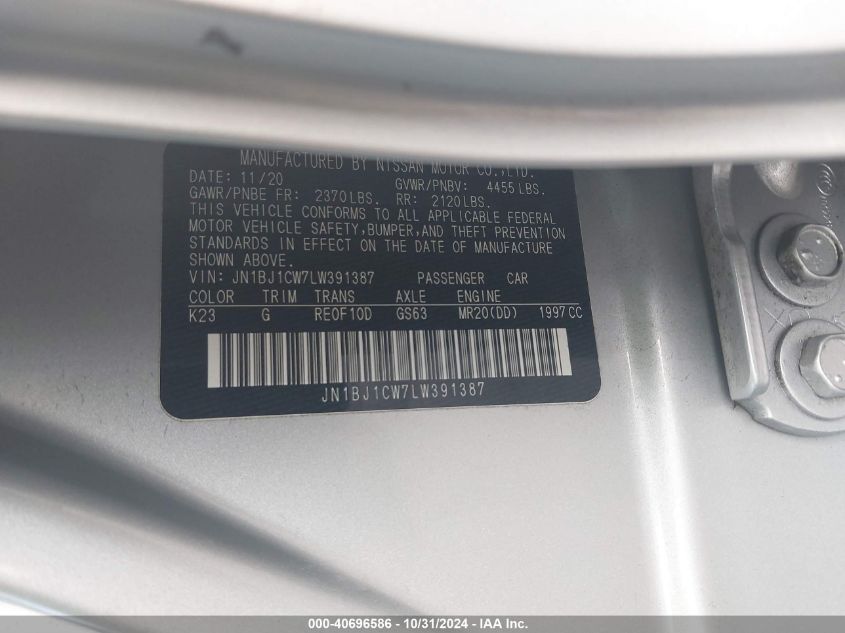 MANUFACTURED BY NISSAN MOTOR CO.,LTD.
DATE: 11/20 GVWR/PNBV: 4455 LBS.
GAWR/PNBE FR: 2370LBS. RR: 2120LBS.
THIS VEHICLE CONFORMS TO ALL APPLICABLE FEDERAL
MOTOR VEHICLE SAFETY,BUMPER,AND THEFT PREVENTION
STANDARDS IN EFFECT ON THE DATE OF MANUFACTURE
SHOWN ABOVE.
VIN: JN1BJ1CW7LW391387 PASSENGER CAR
COLOR TRIM TRANS AXLE ENGINE
K23 G RE0F10D GS63 MR20(DD) 1997CC
JN1BJ1CW7LW391387
000-40696586 - 10/31/2024 - IAA Inc.